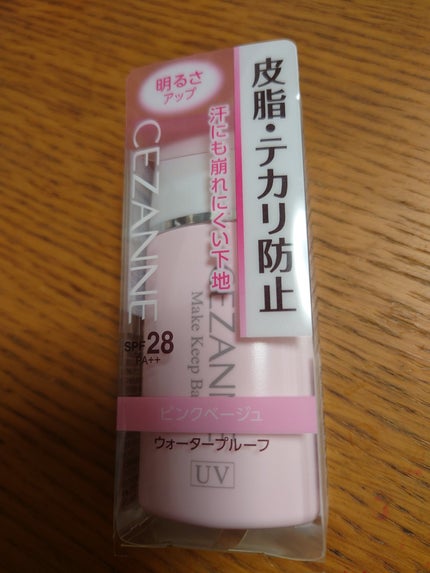 明るさ
アップ
皮脂・テカリ防止
汗にも崩れにくい下地
CEZANNE
CEZANN
Make Keep Ba
SPF28
PA++
ピンクベージュ
ウォータープルーフ
UV